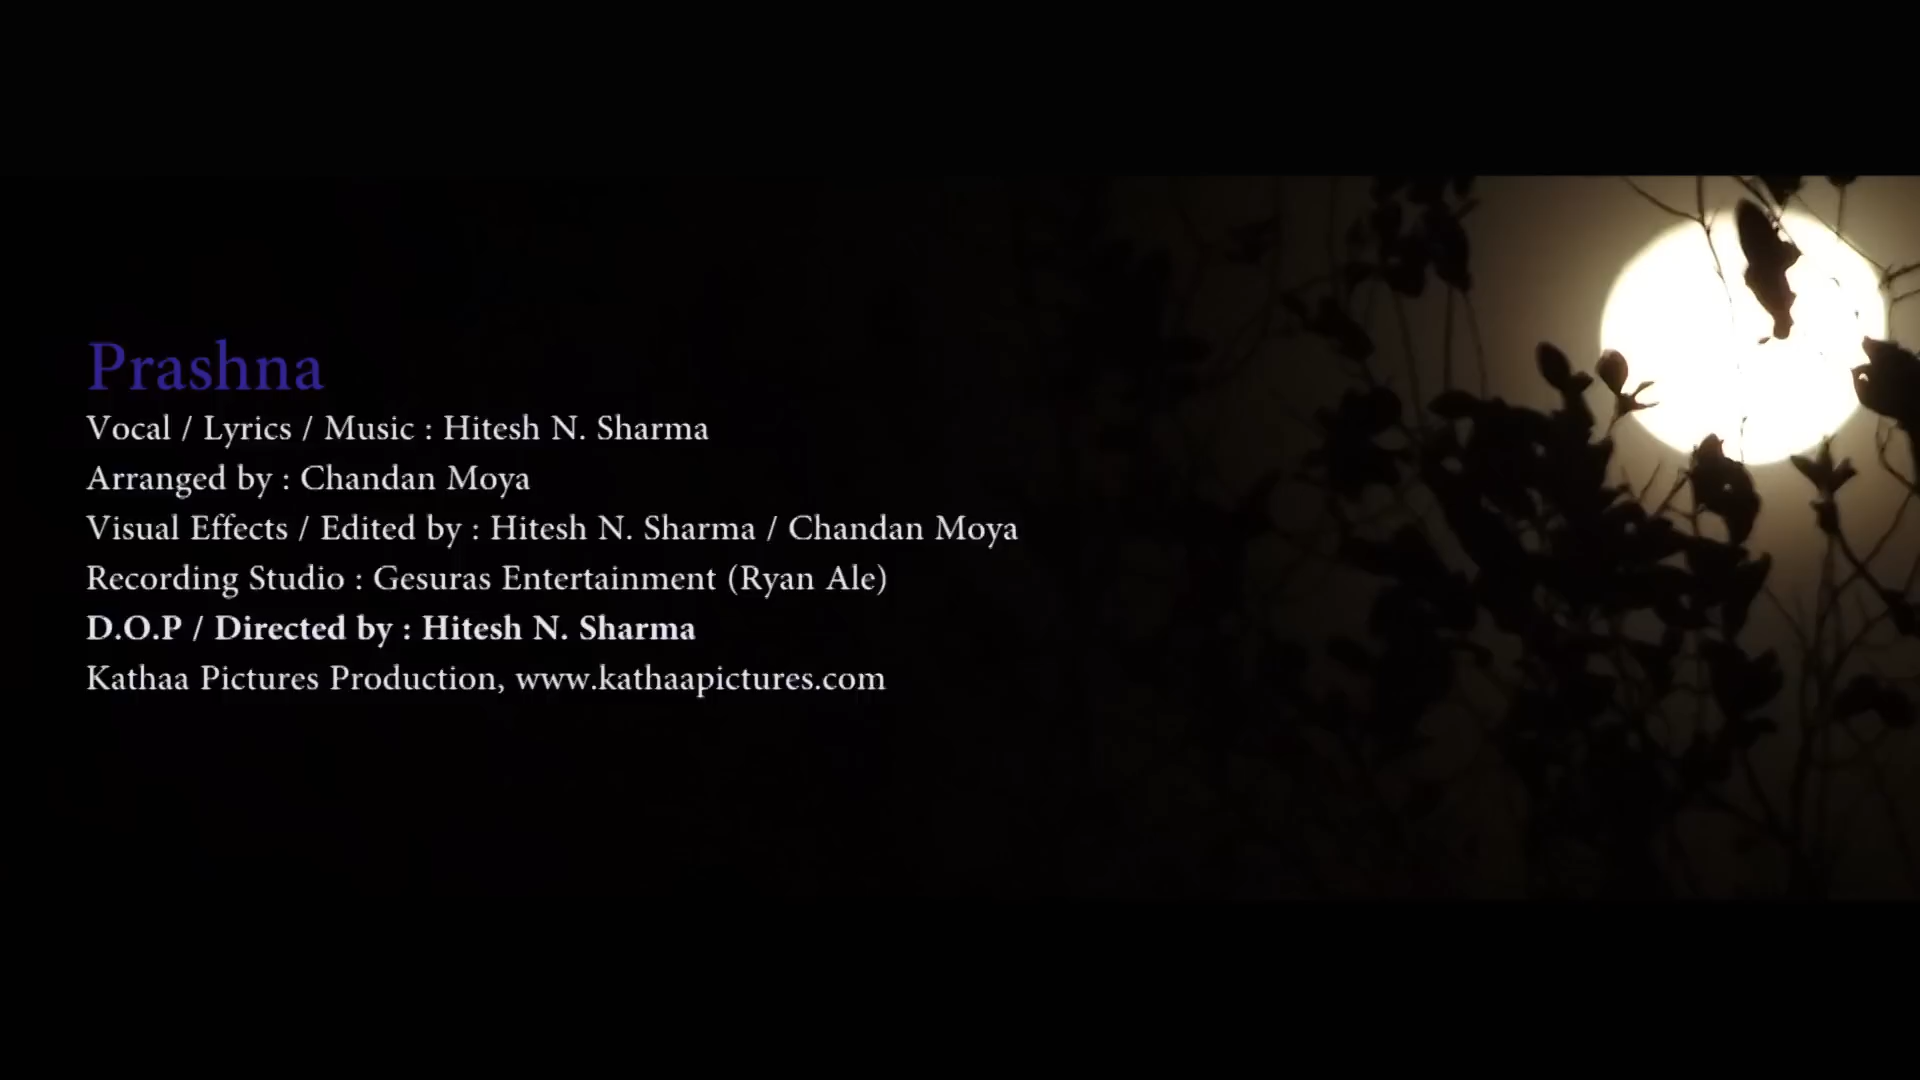 Prashna
Vocal / Lyrics / Music : Hitesh N. Sharma
Arranged by : Chandan Moya
Visual Effects / Edited by : Hitesh N. Sharma / Chandan Moya
Recording Studio : Gesuras Entertainment (Ryan Ale)
D.O.P / Directed by : Hitesh N. Sharma
Kathaa Pictures Production, www.kathaapictures.com